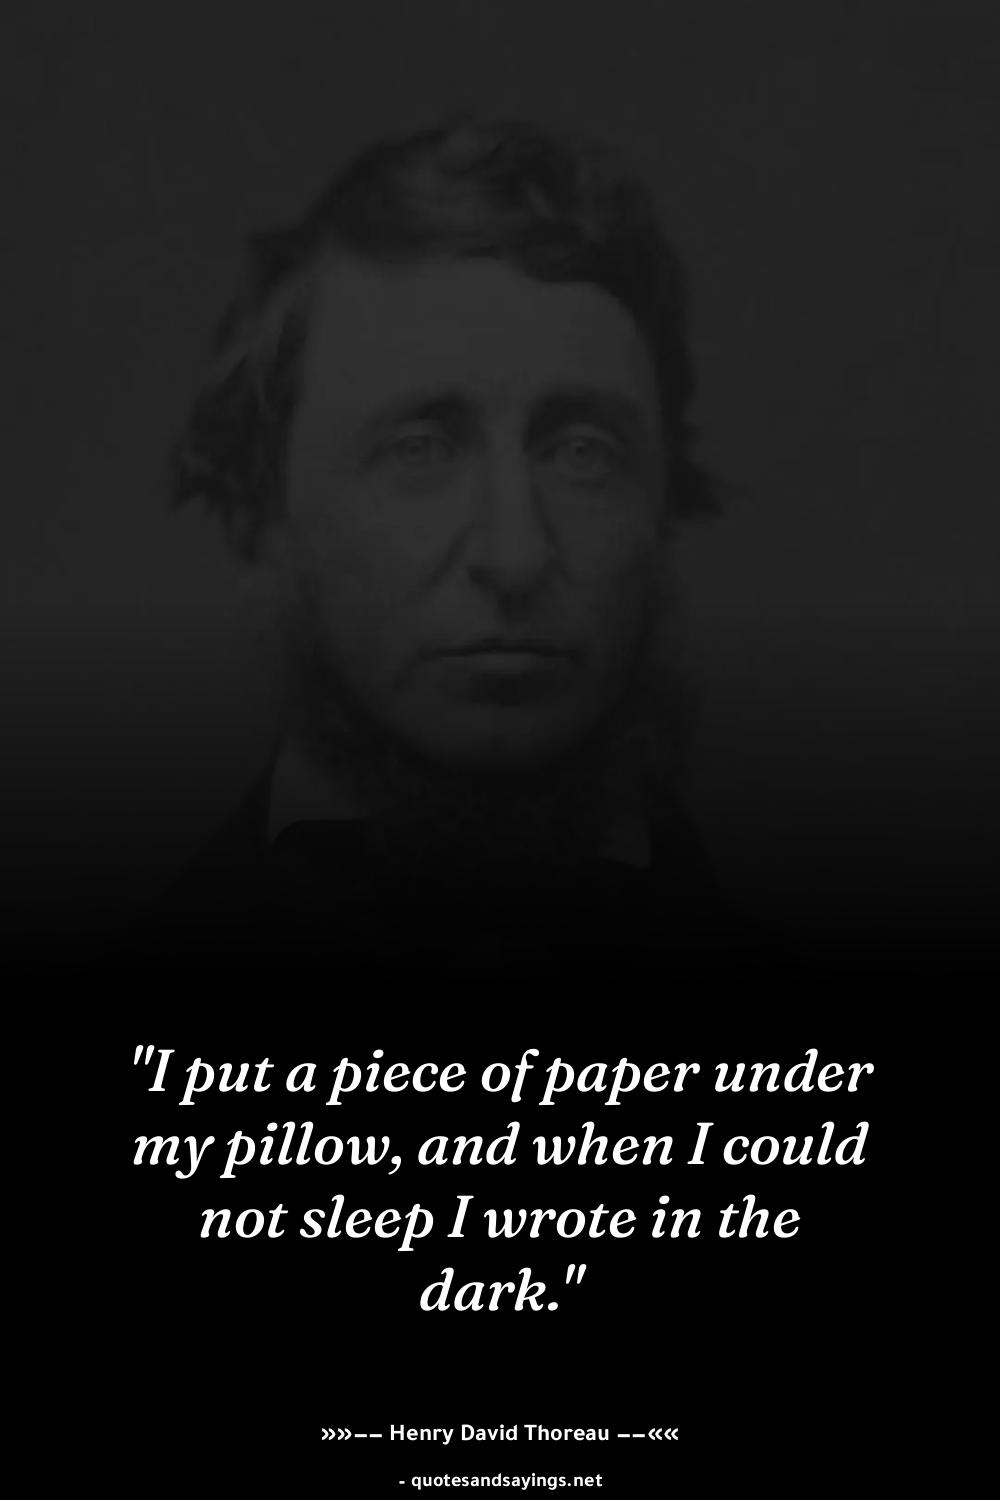 "I put a piece of paper under
my pillow, and when I could
not sleep I wrote in the
dark."
»»−− Henry David Thoreau −−««
- quotesandsayings.net